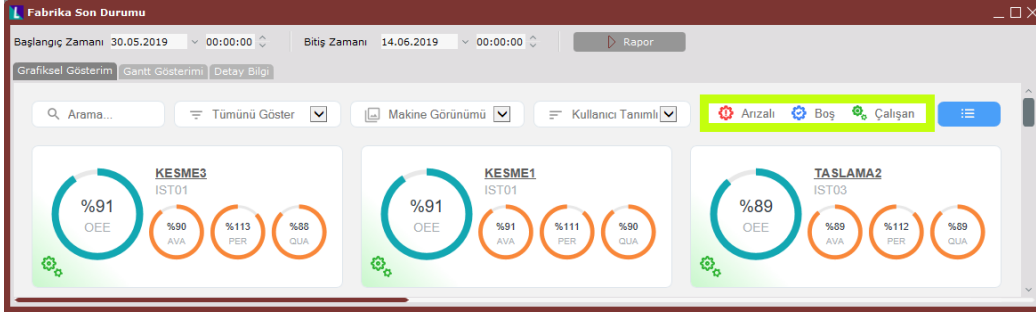 Fabrika Son Durumu
Başlangıç Zamanı 30.05.2019 00:00:00 Bitiş Zamanı 14.06.2019 00:00:00 Rapor
Grafiksel Gösterim Gantt Gösterimi Detay Bilgi
Arama... Tümünü Göster Makine Görünümü Kullanıcı Tanımlı Arızalı Boş Çalışan
KESME3
IST01
%91
OEE
%90
AVA
%113
PER
%88
QUA
KESME1
IST01
%91
OEE
%91
AVA
%111
PER
%90
QUA
TASLAMA2
IST03
%89
OEE
%89
AVA
%112
PER
%89
QUA